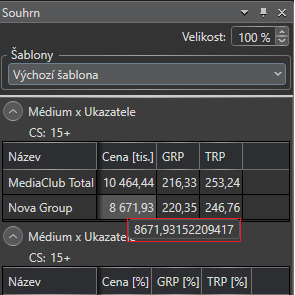 Souhrn
Velikost: 100 %
Šablony
Výchozí šablona
Médium x Ukazatele
CS: 15+
Název Cena [tis.] GRP TRP
MediaClub Total 10 464,44 216,33 253,24
Nova Group 8 671,93 220,35 246,76
8671,93152209417
Médium x Ukazate
CS: 15+
Název Cena [%] GRP [%] TRP [%]